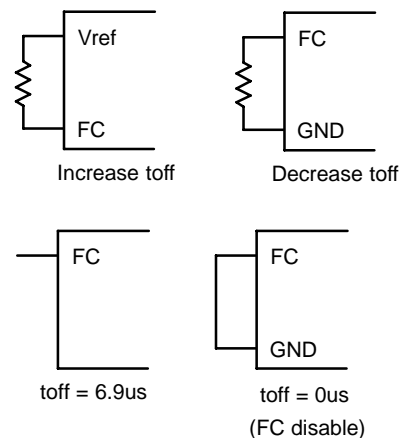 Vref
FC
Increase toff
FC
GND
Decrease toff
FC
toff = 6.9us
FC
GND
toff = 0us
(FC disable)